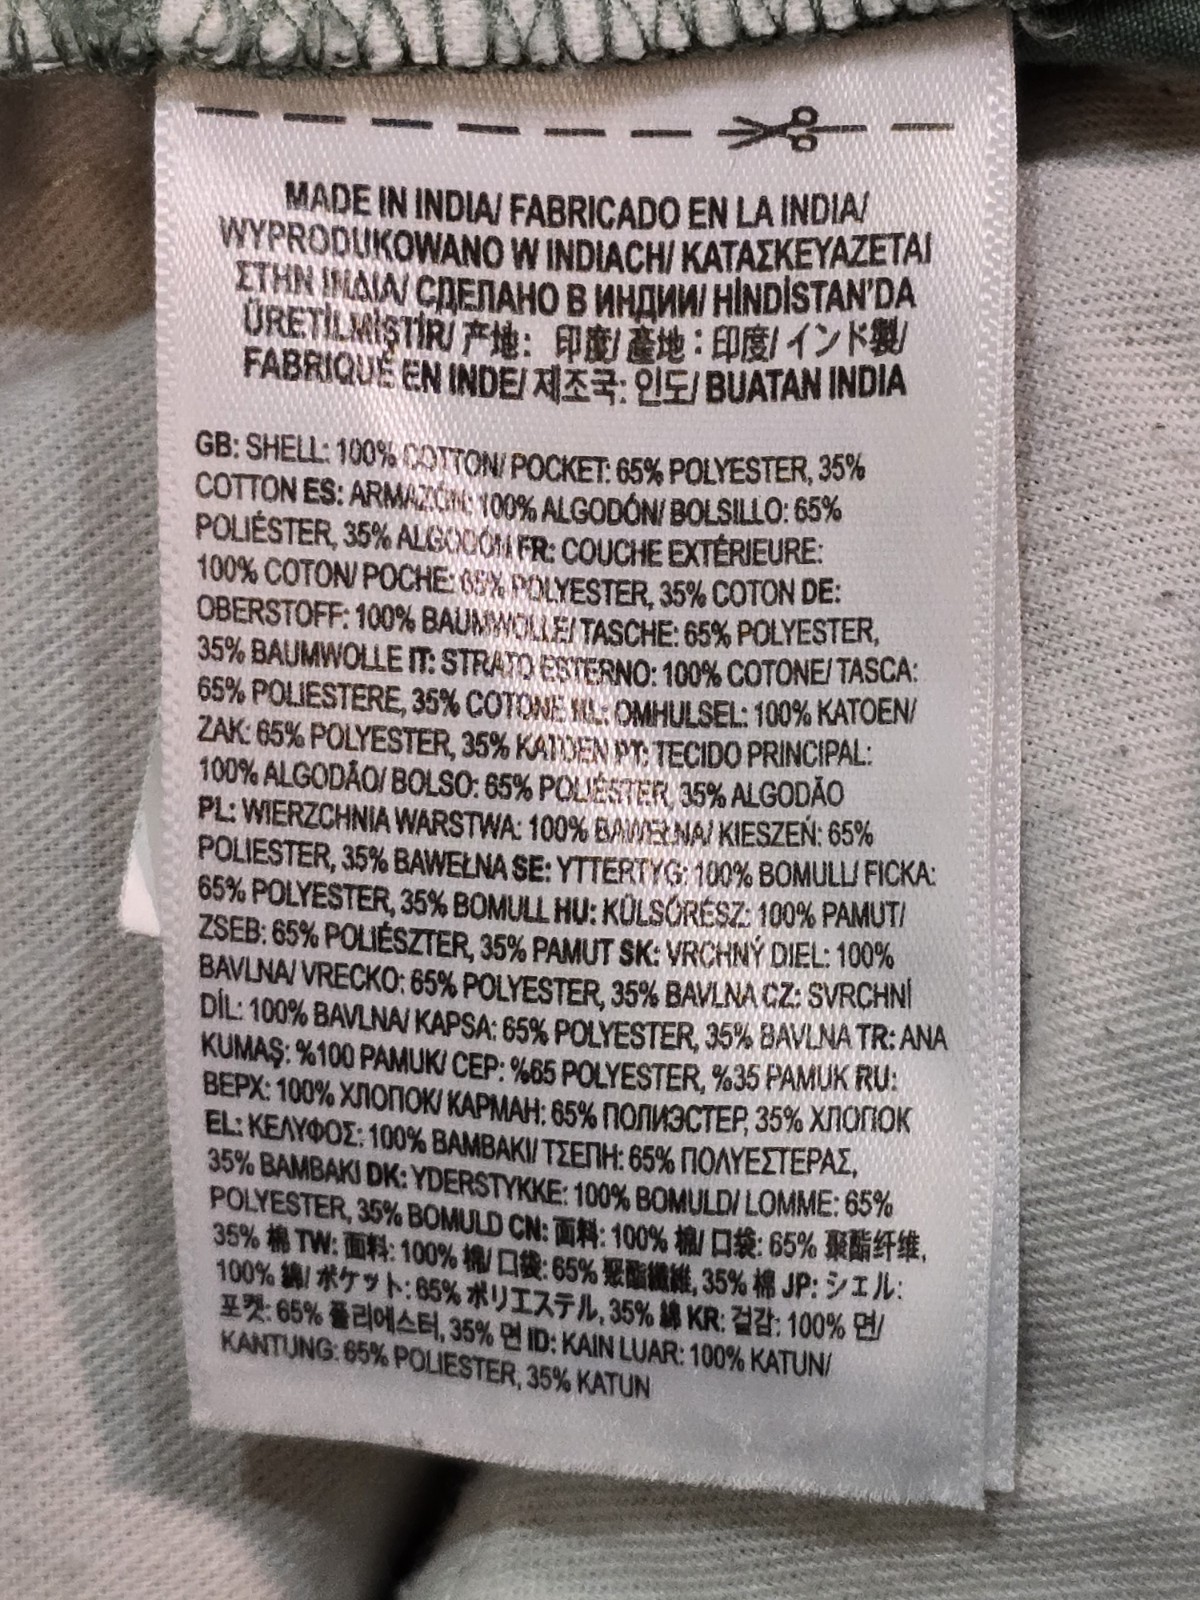 MADE IN INDIA/ FABRICADO EN LA INDIA/
WYPRODUKOWANO W INDIACH/ ΚΑΤΑΣΚΕΥΑΖΕΤΑΙ
ΣΤΗΝ ΙΝΔΙΑ/ СДЕЛАНО В ИНДИИ/ HİNDİSTAN'DA
ÜRETİLMİŞTİR/ 产地: 印度/ 產地：印度/ インド製/
FABRIQUÉ EN INDE/ 제조국: 인도/ BUATAN INDIA
GB: SHELL: 100% COTTON/ POCKET: 65% POLYESTER, 35%
COTTON ES: ARMAZÓN: 100% ALGODÓN/ BOLSILLO: 65%
POLIÉSTER, 35% ALGODÓN FR: COUCHE EXTÉRIEURE:
100% COTON/ POCHE: 65% POLYESTER, 35% COTON DE:
OBERSTOFF: 100% BAUMWOLLE/ TASCHE: 65% POLYESTER,
35% BAUMWOLLE IT: STRATO ESTERNO: 100% COTONE/ TASCA:
65% POLIESTERE, 35% COTONE NL: OMHULSEL: 100% KATOEN/
ZAK: 65% POLYESTER, 35% KATOEN PT: TECIDO PRINCIPAL:
100% ALGODÃO/ BOLSO: 65% POLIÉSTER, 35% ALGODÃO
PL: WIERZCHNIA WARSTWA: 100% BAWEŁNA/ KIESZEŃ: 65%
POLIESTER, 35% BAWEŁNA SE: YTTERTYG: 100% BOMULL/ FICKA:
65% POLYESTER, 35% BOMULL HU: KÜLSŐRÉSZ: 100% PAMUT/
ZSEB: 65% POLIÉSZTER, 35% PAMUT SK: VRCHNÝ DIEL: 100%
BAVLNA/ VRECKO: 65% POLYESTER, 35% BAVLNA CZ: SVRCHNÍ
DÍL: 100% BAVLNA/ KAPSA: 65% POLYESTER, 35% BAVLNA TR: ANA
KUMAŞ: %100 PAMUK/ CEP: %65 POLYESTER, %35 PAMUK RU:
ВЕРХ: 100% ХЛОПОК/ КАРМАН: 65% ПОЛИЭСТЕР, 35% ХЛОПОК
EL: ΚΕΛΥΦΟΣ: 100% ΒΑΜΒΑΚΙ/ ΤΣΕΠΗ: 65% ΠΟΛΥΕΣΤΕΡΑΣ,
35% ΒΑΜΒΑΚΙ DK: YDERSTYKKE: 100% BOMULD/ LOMME: 65%
POLYESTER, 35% BOMULD CN: 面料: 100% 棉/ 口袋: 65% 聚酯纤维,
35% 棉 TW: 面料: 100% 棉/ 口袋: 65% 聚酯纖維, 35% 棉 JP: シェル:
100% 綿/ ポケット: 65% ポリエステル, 35% 綿 KR: 겉감: 100% 면/
포켓: 65% 폴리에스터, 35% 면 ID: KAIN LUAR: 100% KATUN/
KANTUNG: 65% POLIESTER, 35% KATUN